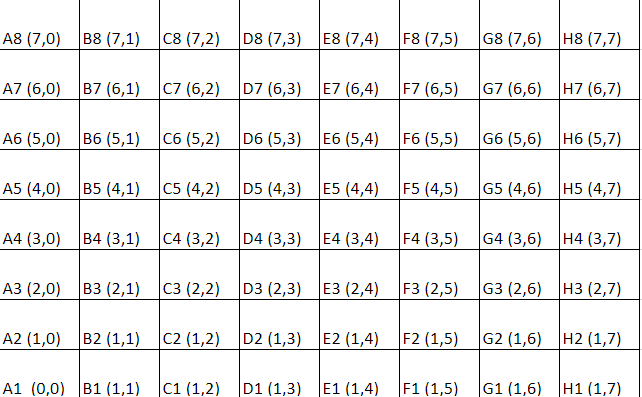 A8 (7,0) B8 (7,1) C8 (7,2) D8 (7,3) E8 (7,4) F8 (7,5) G8 (7,6) H8 (7,7)
A7 (6,0) B7 (6,1) C7 (6,2) D7 (6,3) E7 (6,4) F7 (6,5) G7 (6,6) H7 (6,7)
A6 (5,0) B6 (5,1) C6 (5,2) D6 (5,3) E6 (5,4) F6 (5,5) G6 (5,6) H6 (5,7)
A5 (4,0) B5 (4,1) C5 (4,2) D5 (4,3) E5 (4,4) F5 (4,5) G5 (4,6) H5 (4,7)
A4 (3,0) B4 (3,1) C4 (3,2) D4 (3,3) E4 (3,4) F4 (3,5) G4 (3,6) H4 (3,7)
A3 (2,0) B3 (2,1) C3 (2,2) D3 (2,3) E3 (2,4) F3 (2,5) G3 (2,6) H3 (2,7)
A2 (1,0) B2 (1,1) C2 (1,2) D2 (1,3) E2 (1,4) F2 (1,5) G2 (1,6) H2 (1,7)
A1  (0,0) B1 (1,1) C1 (1,2) D1 (1,3) E1 (1,4) F1 (1,5) G1 (1,6) H1 (1,7)